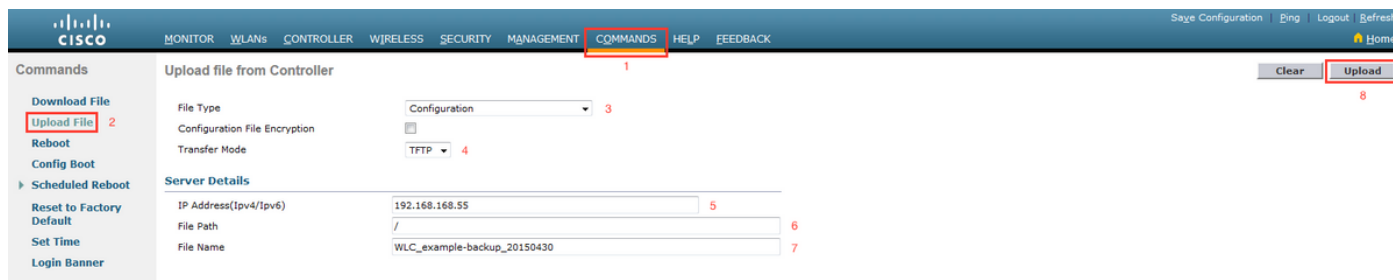 Save Configuration | Ping | Logout | Refresh
CISCO
MONITOR WLANs CONTROLLER WIRELESS SECURITY MANAGEMENT COMMANDS HELP FEEDBACK
Home
1
Commands
Upload file from Controller
Clear
Upload
8
Download File
Upload File 2
Reboot
Config Boot
Scheduled Reboot
Reset to Factory
Default
Set Time
Login Banner
File Type Configuration 3
Configuration File Encryption
Transfer Mode TFTP 4
Server Details
IP Address(Ipv4/Ipv6) 192.168.168.55 5
File Path / 6
File Name WLC_example-backup_20150430 7